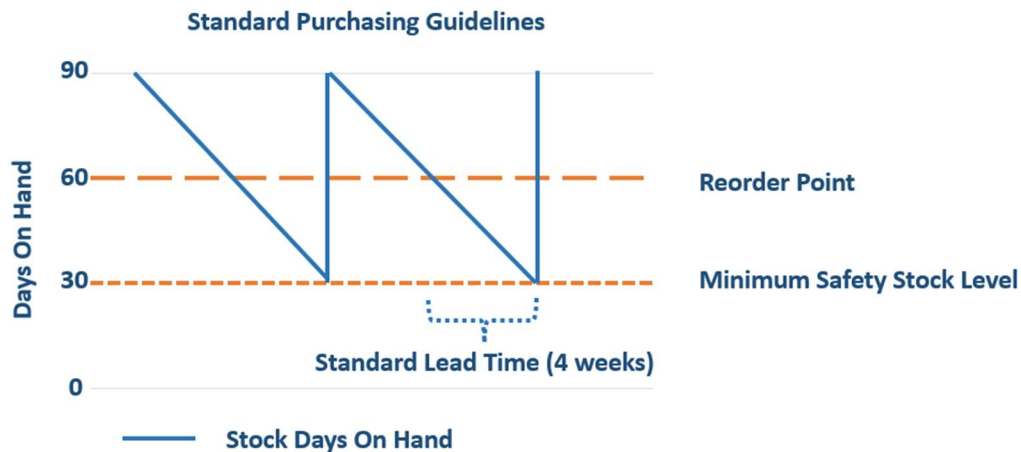 Standard Purchasing Guidelines
Days On Hand
90
60
Reorder Point
30
Minimum Safety Stock Level
Standard Lead Time (4 weeks)
0
Stock Days On Hand